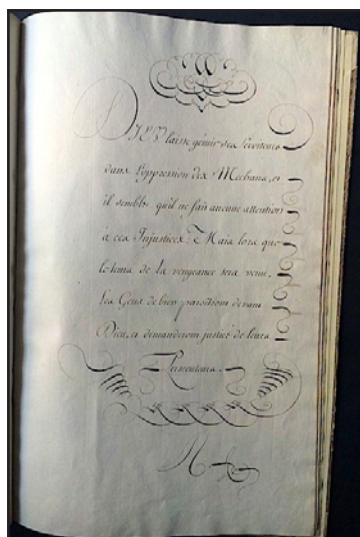 DIEU laisse gémir ses serviteurs
dans l'oppression des Méchans, et
il semble qu'il ne fait aucune attention
à ces Injustices. Mais lors que
le tems de la vengeance sera venu,
les Gens de bien paroîtront devant
Dieu, et demanderont justice de leurs
Persecuteurs.